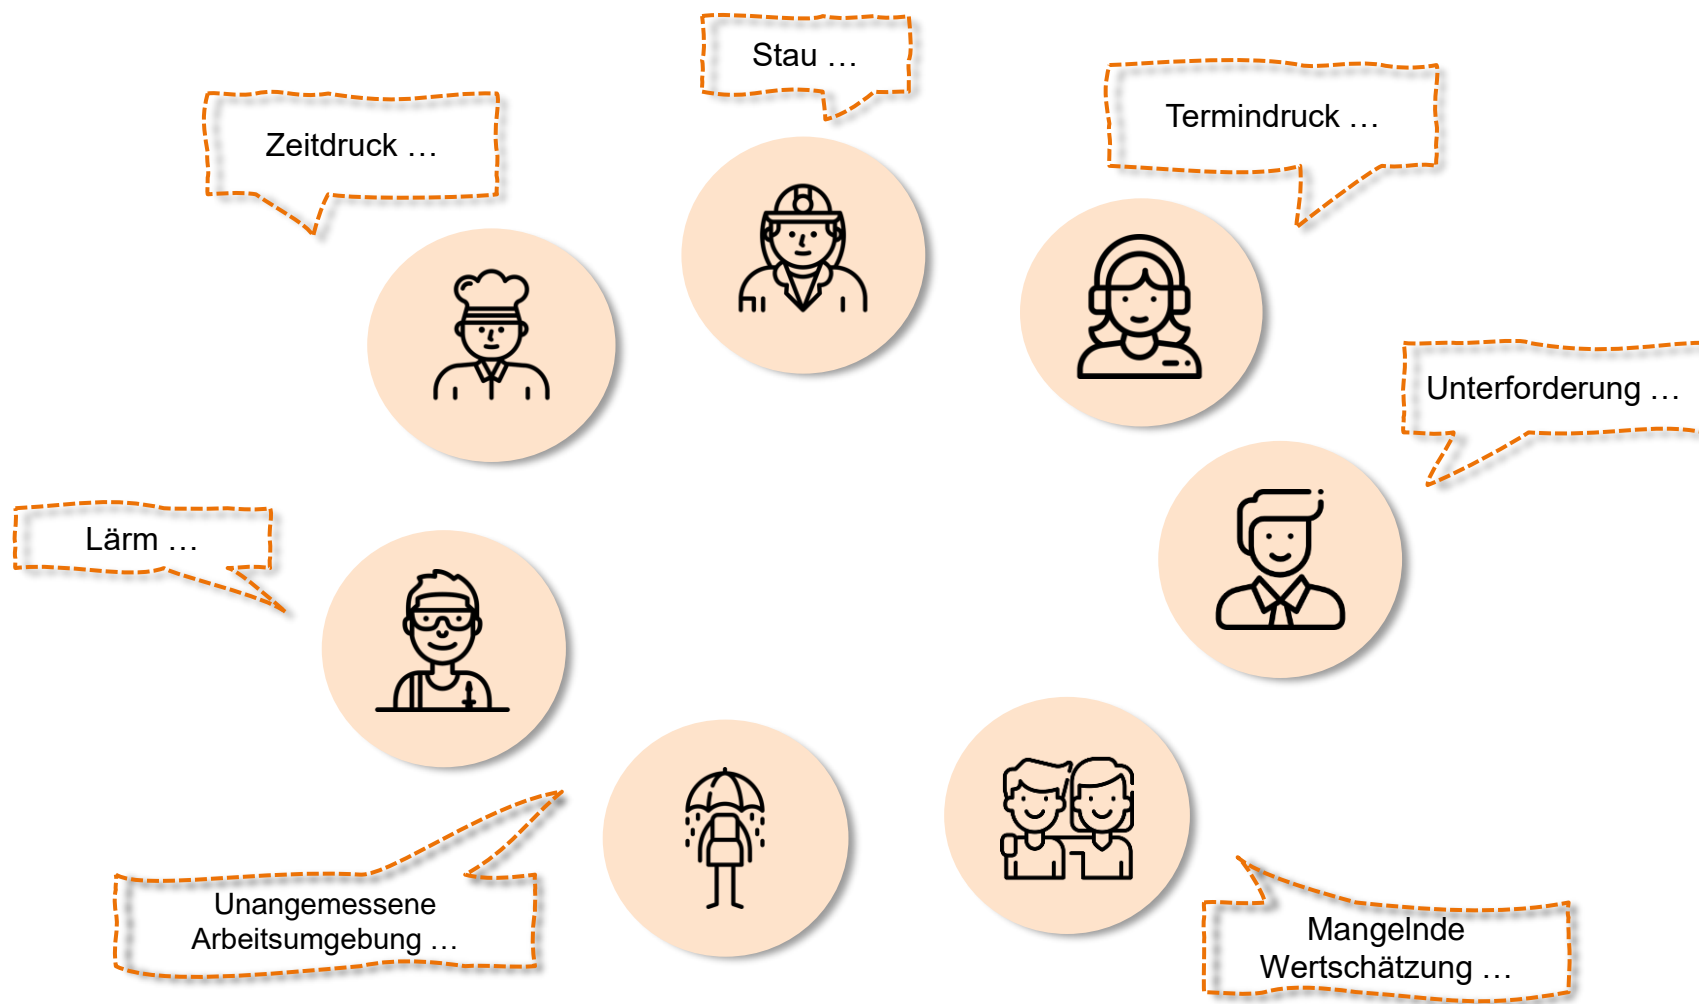 Stau …
Zeitdruck …
Termindruck …
Unterforderung …
Lärm …
Unangemessene
Arbeitsumgebung …
Mangelnde
Wertschätzung …